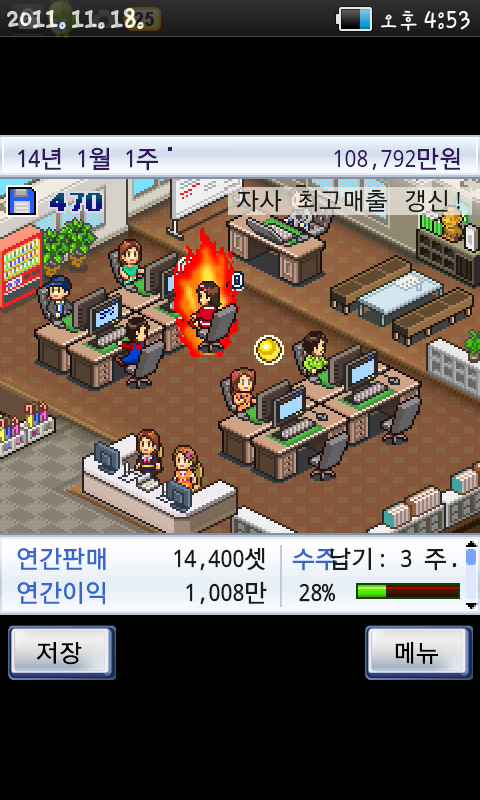 2011.11.18.
오후 4:53
14년 1월 1주
108,792만원
470
자사 최고매출 갱신!
연간판매 14,400셋
수주 납기: 3 주.
연간이익 1,008만
28%
저장
메뉴